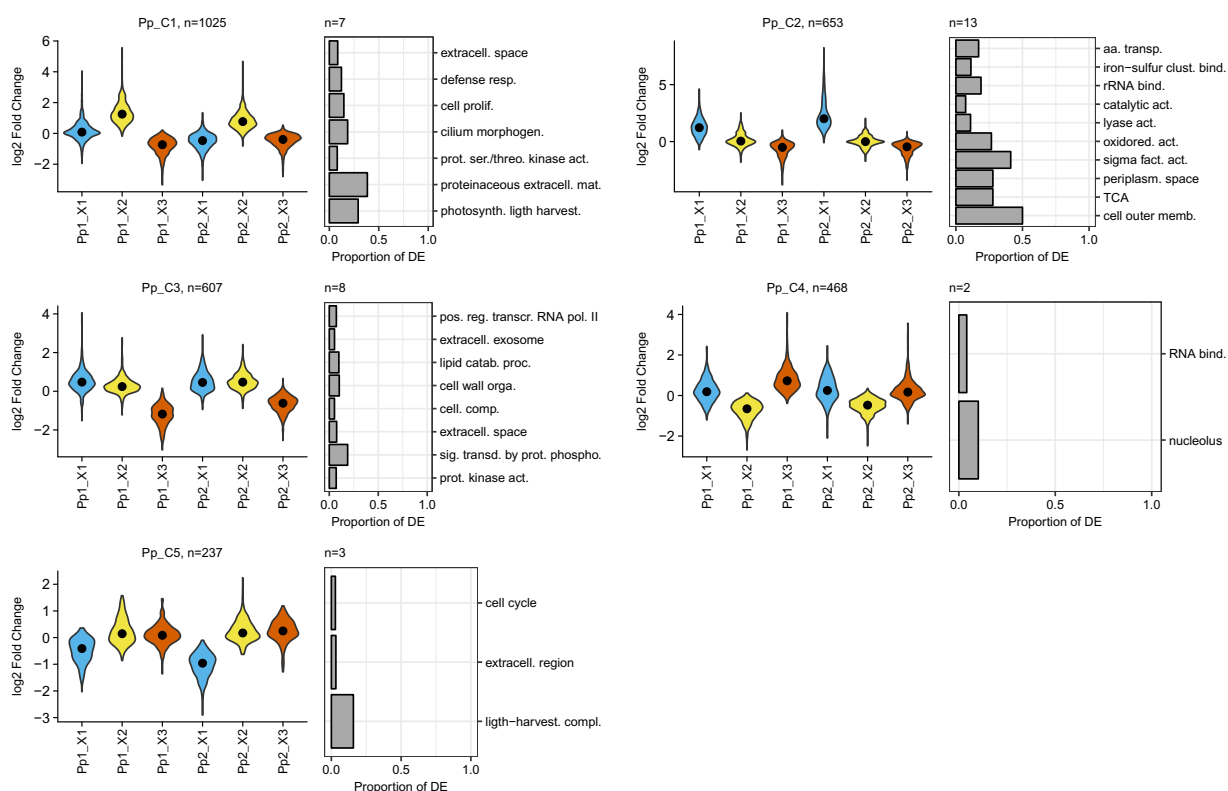 Pp_C1, n=1025
n=7
log2 Fold Change
6
4
2
0
−2
Pp1_X1
Pp1_X2
Pp1_X3
Pp2_X1
Pp2_X2
Pp2_X3
extracell. space
defense resp.
cell prolif.
cilium morphogen.
prot. ser./threo. kinase act.
proteinaceous extracell. mat.
photosynth. ligth harvest.
0.0 0.5 1.0
Proportion of DE
Pp_C2, n=653
n=13
log2 Fold Change
5
0
Pp1_X1
Pp1_X2
Pp1_X3
Pp2_X1
Pp2_X2
Pp2_X3
aa. transp.
iron−sulfur clust. bind.
rRNA bind.
catalytic act.
lyase act.
oxidored. act.
sigma fact. act.
periplasm. space
TCA
cell outer memb.
0.0 0.5 1.0
Proportion of DE
Pp_C3, n=607
n=8
log2 Fold Change
4
2
0
−2
Pp1_X1
Pp1_X2
Pp1_X3
Pp2_X1
Pp2_X2
Pp2_X3
pos. reg. transcr. RNA pol. II
extracell. exosome
lipid catab. proc.
cell wall orga.
cell. comp.
extracell. space
sig. transd. by prot. phospho.
prot. kinase act.
0.0 0.5 1.0
Proportion of DE
Pp_C4, n=468
n=2
log2 Fold Change
4
2
0
−2
Pp1_X1
Pp1_X2
Pp1_X3
Pp2_X1
Pp2_X2
Pp2_X3
RNA bind.
nucleolus
0.0 0.5 1.0
Proportion of DE
Pp_C5, n=237
n=3
log2 Fold Change
2
1
0
−1
−2
−3
Pp1_X1
Pp1_X2
Pp1_X3
Pp2_X1
Pp2_X2
Pp2_X3
cell cycle
extracell. region
ligth−harvest. compl.
0.0 0.5 1.0
Proportion of DE